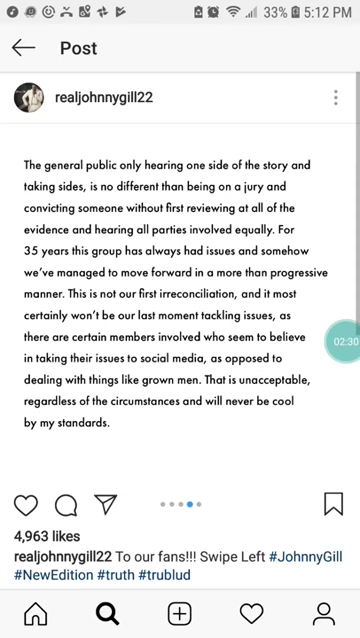 33% 5:12 PM
Post
realjohnnygill22
The general public only hearing one side of the story and
taking sides, is no different than being on a jury and
convicting someone without first reviewing at all of the
evidence and hearing all parties involved equally. For
35 years this group has always had issues and somehow
we've managed to move forward in a more than progressive
manner. This is not our first irreconciliation, and it most
certainly won't be our last moment tackling issues, as
there are certain members involved who seem to believe
in taking their issues to social media, as opposed to
dealing with things like grown men. That is unacceptable,
regardless of the circumstances and will never be cool
by my standards.
02:30
4,963 likes
realjohnnygill22 To our fans!!! Swipe Left #JohnnyGill
#NewEdition #truth #trublud